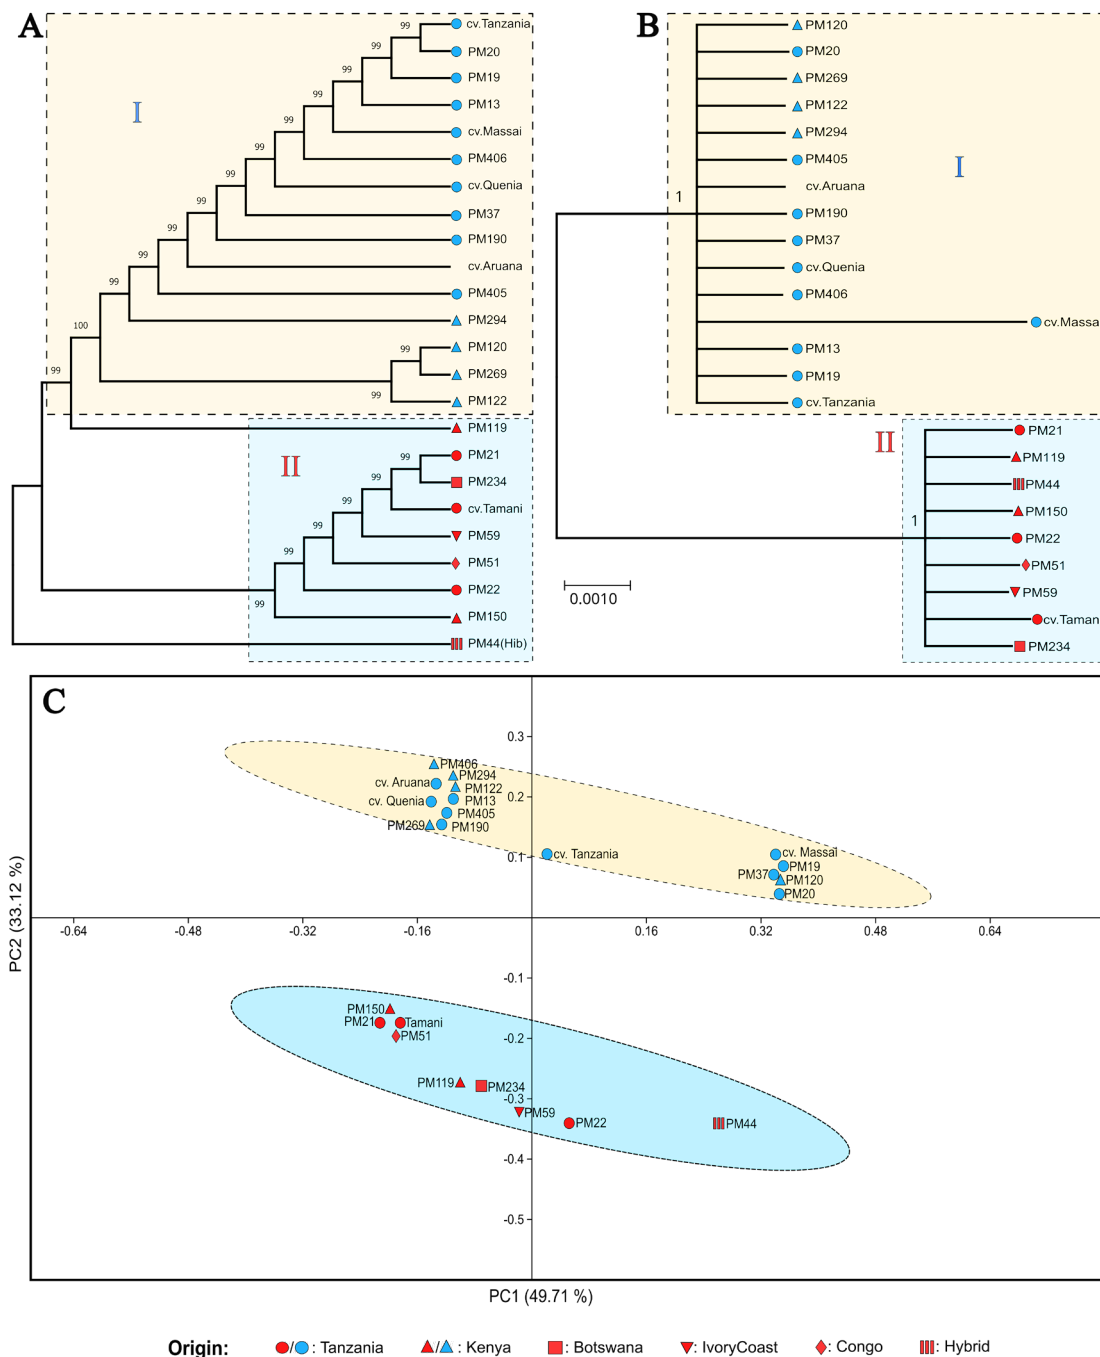 A
99
cv.Tanzania
99
PM20
99
PM19
99
PM13
99
cv.Massai
99
PM406
99
cv.Quenia
99
PM37
99
PM190
99
cv.Aruana
99
PM405
100
PM294
99
PM120
99
PM269
99
PM122
I
PM119
99
PM21
99
PM234
99
cv.Tamani
99
PM59
99
PM51
99
PM22
PM150
PM44(Hib)
II
B
PM120
PM20
PM269
PM122
PM294
PM405
cv.Aruana
1
PM190
PM37
cv.Quenia
PM406
cv.Massa
PM13
PM19
cv.Tanzania
I
II
PM21
PM119
PM44
PM150
1
PM22
PM51
PM59
cv.Taman
PM234
0.0010
C
PC2 (33.12 %)
0.3
0.2
0.1
-0.1
-0.2
-0.3
-0.4
-0.5
-0.64 -0.48 -0.32 -0.16 0.16 0.32 0.48 0.64
PM406
PM294
cv. Aruana
PM122
cv. Quenia
PM13
PM405
PM269
PM190
cv. Tanzania
cv. Massai
PM19
PM37
PM120
PM20
PM150
PM21
Tamani
PM51
PM119
PM234
PM59
PM22
PM44
PC1 (49.71 %)
Origin: / : Tanzania / : Kenya : Botswana : IvoryCoast : Congo : Hybrid